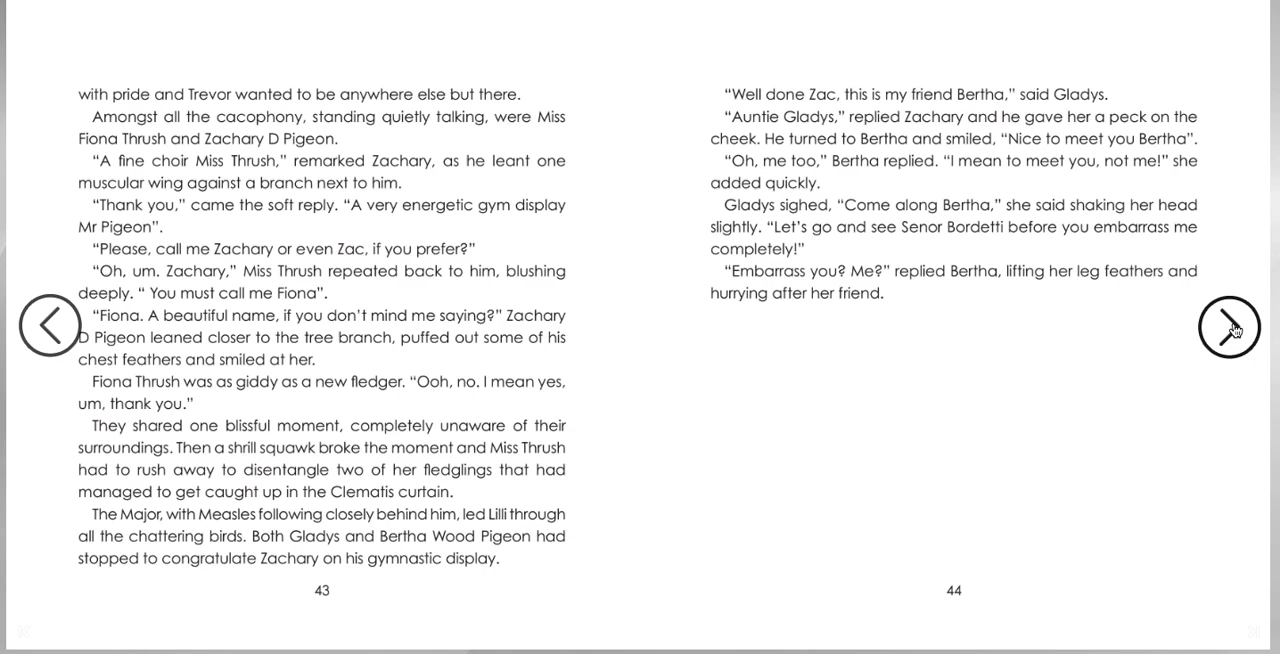 with pride and Trevor wanted to be anywhere else but there.
Amongst all the cacophony, standing quietly talking, were Miss
Fiona Thrush and Zachary D Pigeon.
“A fine choir Miss Thrush,” remarked Zachary, as he leant one
muscular wing against a branch next to him.
“Thank you,” came the soft reply. “A very energetic gym display
Mr Pigeon”.
“Please, call me Zachary or even Zac, if you prefer?”
“Oh, um. Zachary,” Miss Thrush repeated back to him, blushing
deeply. “ You must call me Fiona”.
“Fiona. A beautiful name, if you don’t mind me saying?” Zachary
D Pigeon leaned closer to the tree branch, puffed out some of his
chest feathers and smiled at her.
Fiona Thrush was as giddy as a new fledger. “Ooh, no. I mean yes,
um, thank you.”
They shared one blissful moment, completely unaware of their
surroundings. Then a shrill squawk broke the moment and Miss Thrush
had to rush away to disentangle two of her fledglings that had
managed to get caught up in the Clematis curtain.
The Major, with Measles following closely behind him, led Lilli through
all the chattering birds. Both Gladys and Bertha Wood Pigeon had
stopped to congratulate Zachary on his gymnastic display.
43
“Well done Zac, this is my friend Bertha,” said Gladys.
“Auntie Gladys,” replied Zachary and he gave her a peck on the
cheek. He turned to Bertha and smiled, “Nice to meet you Bertha”.
“Oh, me too,” Bertha replied. “I mean to meet you, not me!” she
added quickly.
Gladys sighed, “Come along Bertha,” she said shaking her head
slightly. “Let’s go and see Senor Bordetti before you embarrass me
completely!”
“Embarrass you? Me?” replied Bertha, lifting her leg feathers and
hurrying after her friend.
44